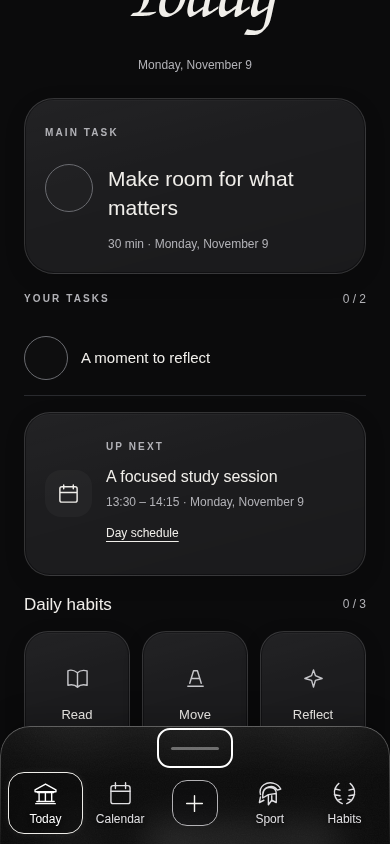 Today
Monday, November 9
MAIN TASK
Make room for what
matters
30 min · Monday, November 9
YOUR TASKS
0 / 2
A moment to reflect
UP NEXT
A focused study session
13:30 – 14:15 · Monday, November 9
Day schedule
Daily habits
0 / 3
Read
Move
Reflect
Today
Calendar
Sport
Habits